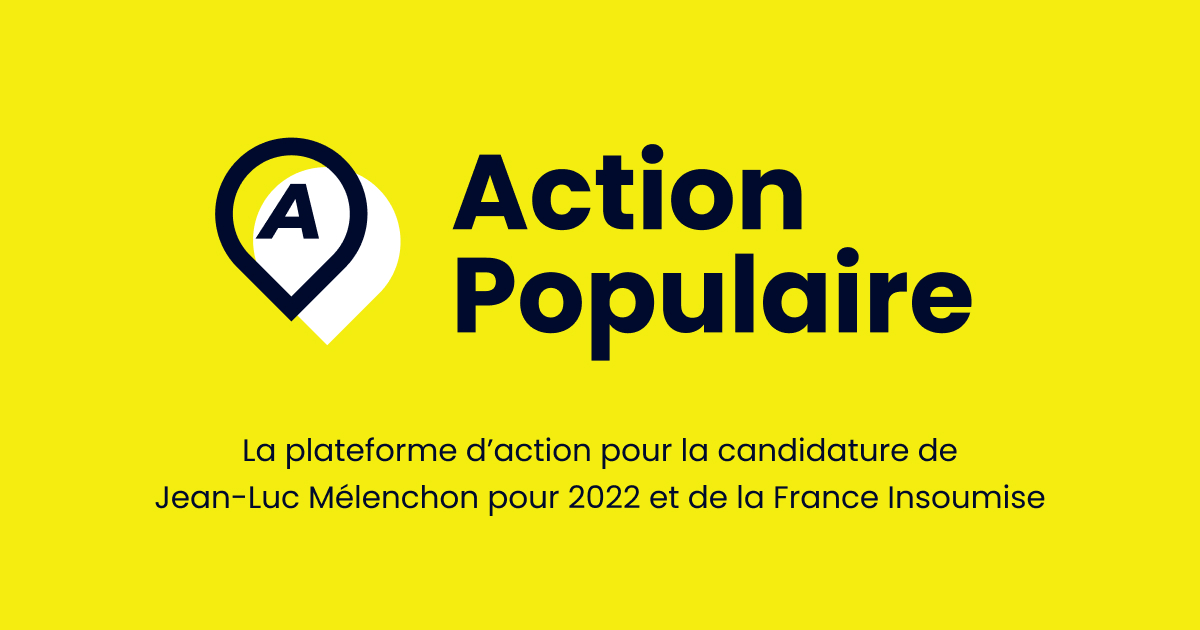 A
Action
Populaire
La plateforme d’action pour la candidature de
Jean-Luc Mélenchon pour 2022 et de la France Insoumise